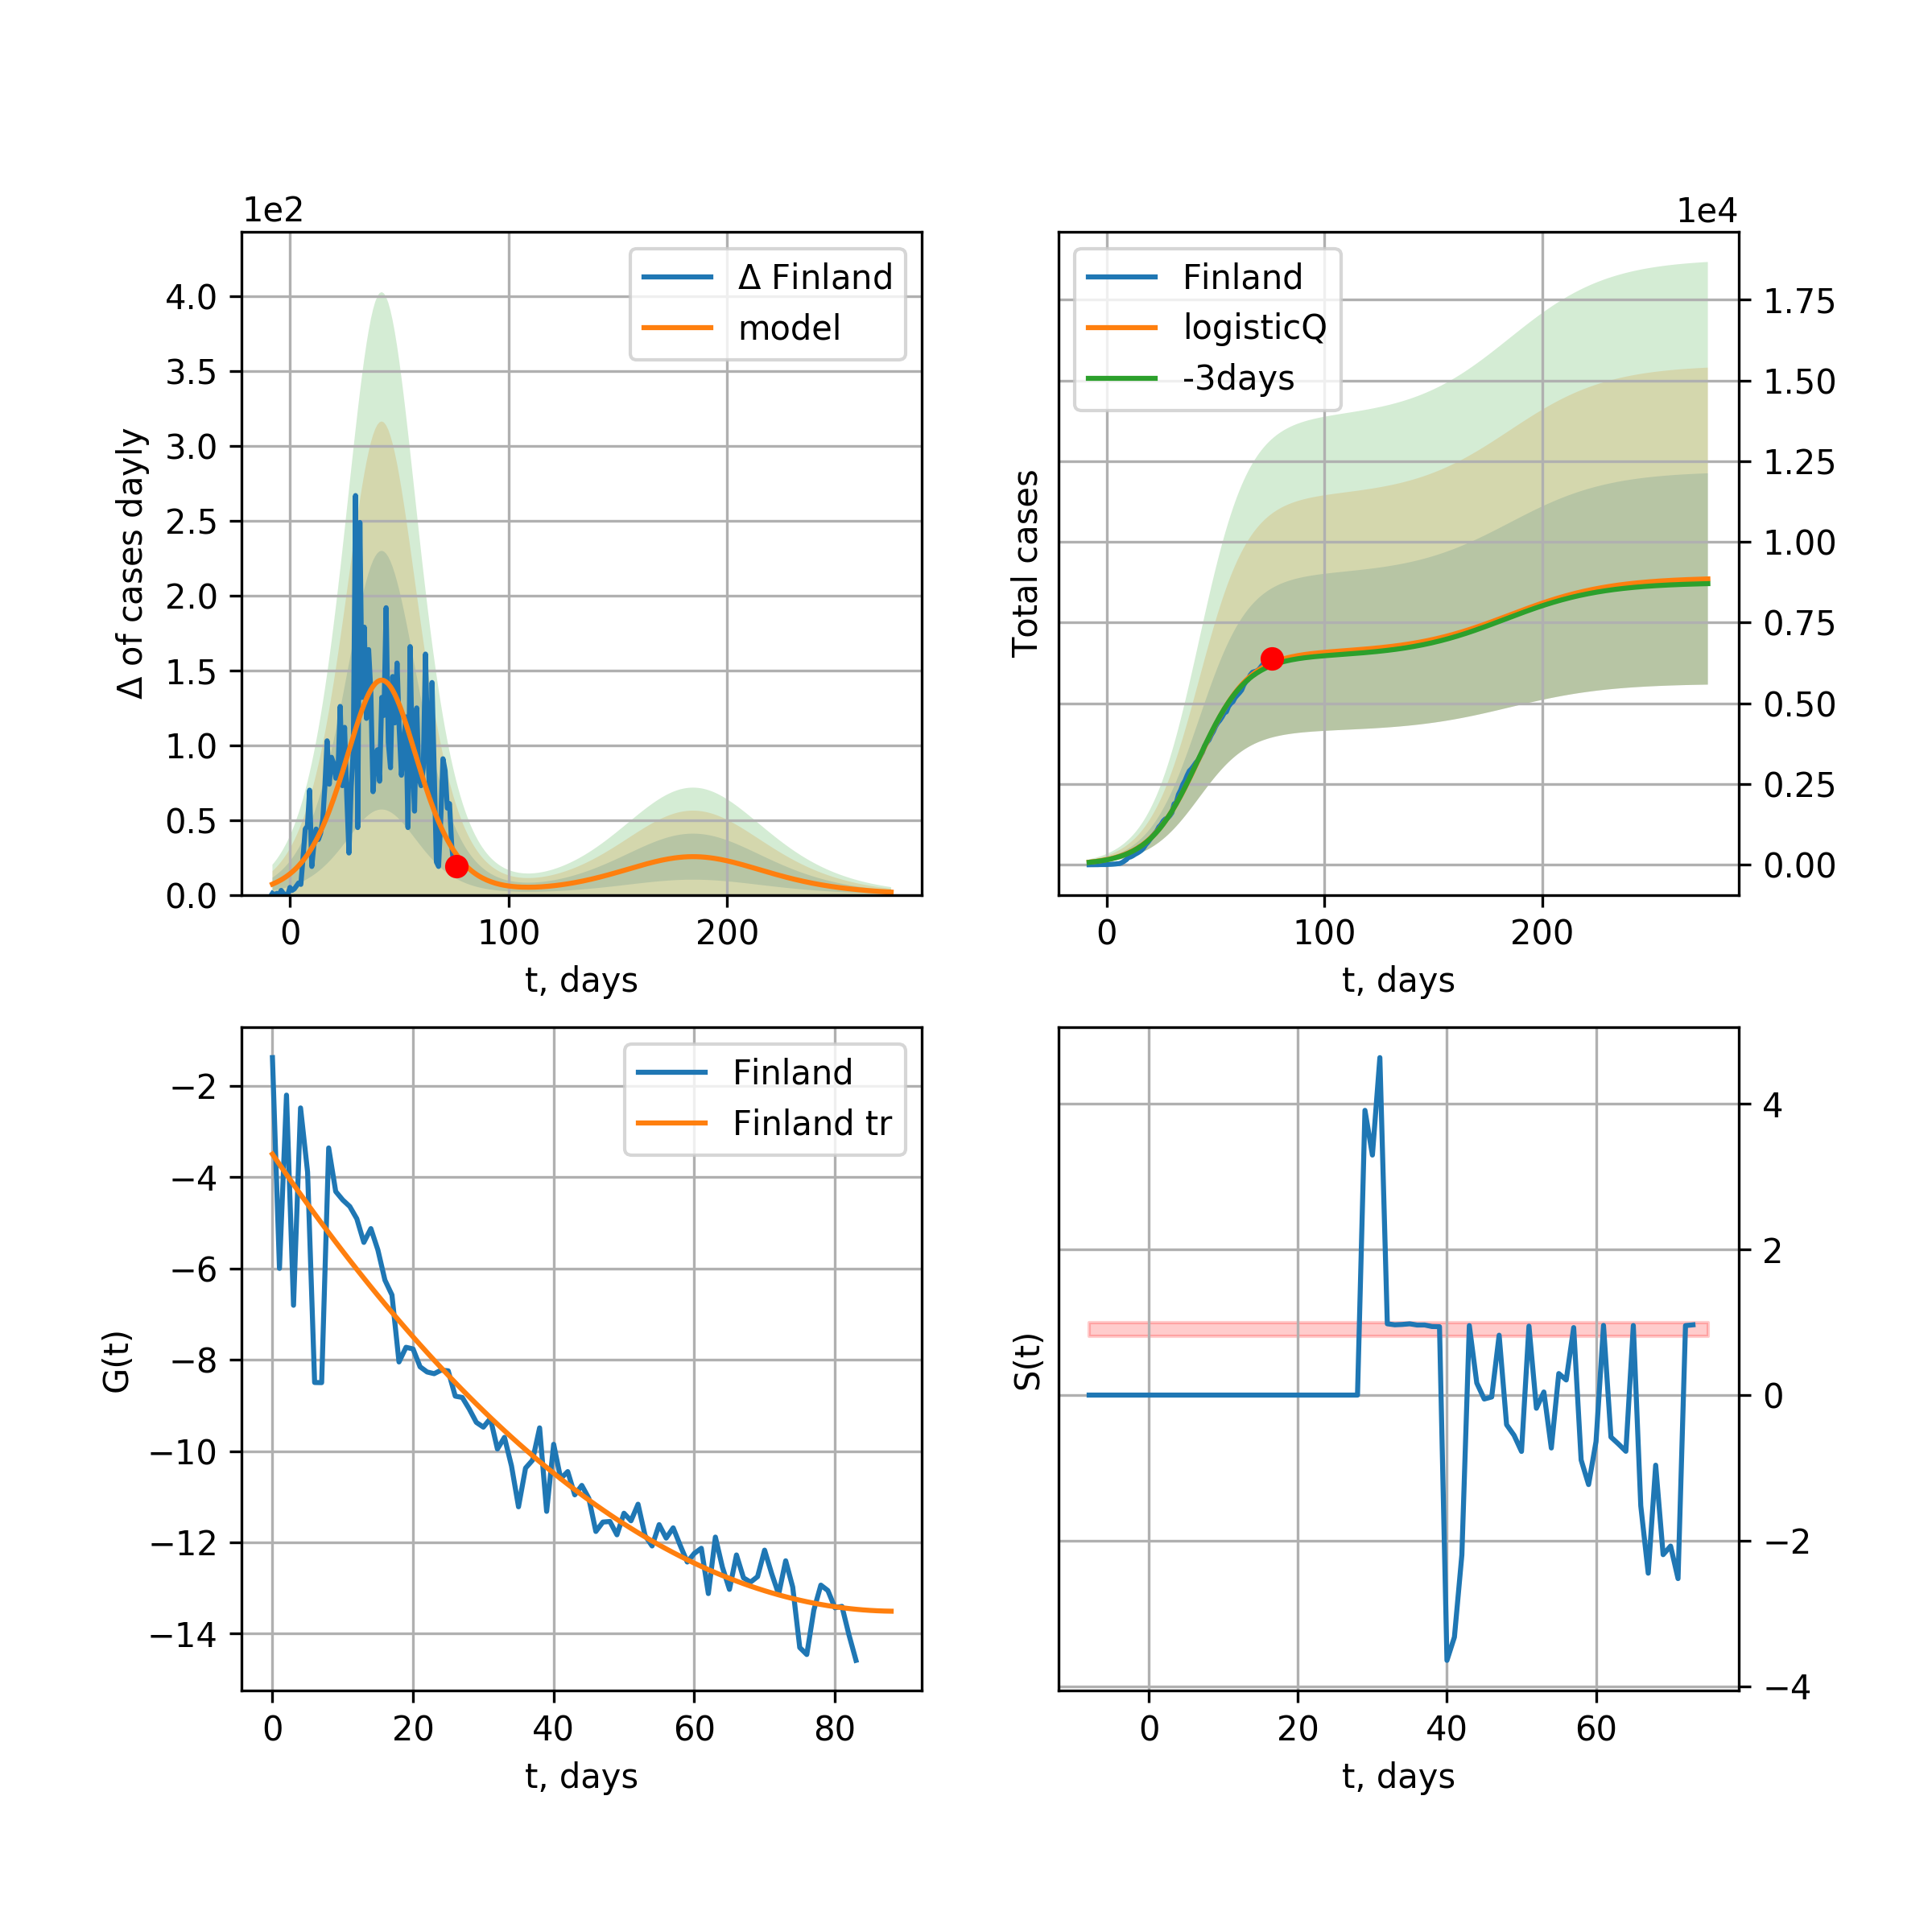 1e2
Δ Finland
model
4.0
3.5
3.0
2.5
2.0
1.5
1.0
0.5
0.0
Δ of cases dayly
0 100 200
t, days
1e4
Finland
logisticQ
-3days
1.75
1.50
1.25
1.00
0.75
0.50
0.25
0.00
Total cases
0 100 200
t, days
Finland
Finland tr
−2
−4
−6
−8
−10
−12
−14
G(t)
0 20 40 60 80
t, days
4
2
0
−2
−4
S(t)
0 20 40 60
t, days